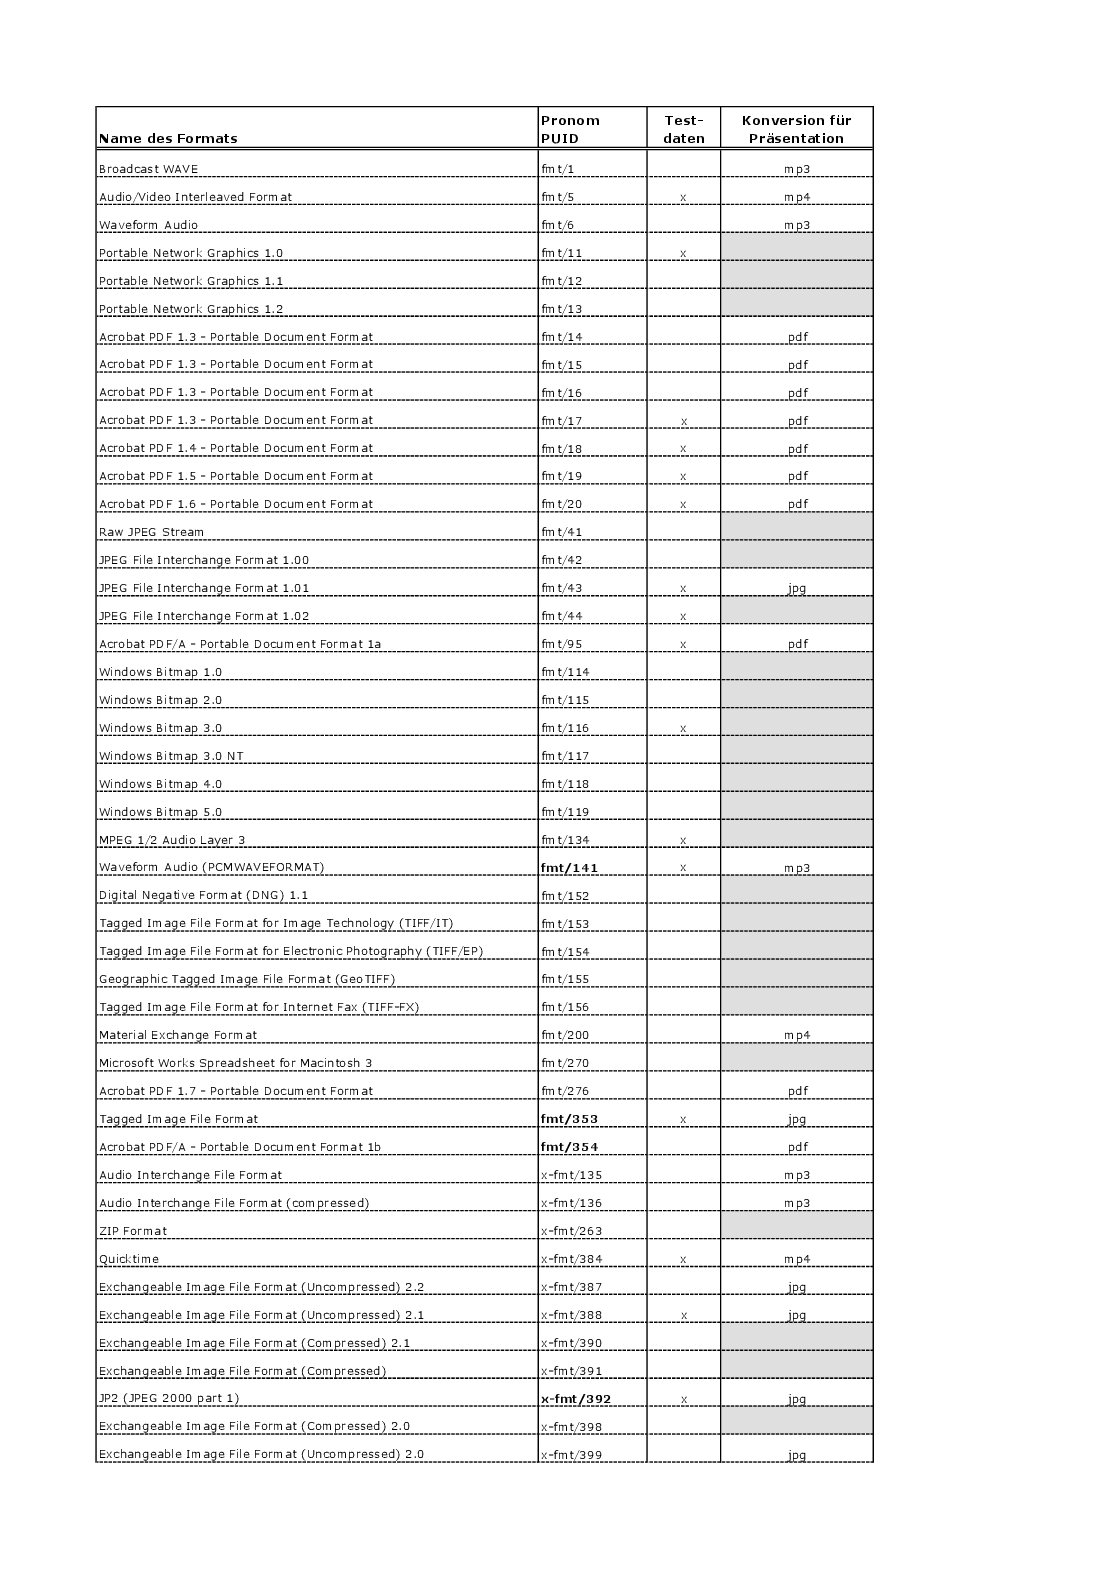 Name des Formats Pronom PUID Test-daten Konversion für Präsentation
Broadcast WAVE fmt/1 mp3
Audio/Video Interleaved Format fmt/5 x mp4
Waveform Audio fmt/6 mp3
Portable Network Graphics 1.0 fmt/11 x
Portable Network Graphics 1.1 fmt/12
Portable Network Graphics 1.2 fmt/13
Acrobat PDF 1.3 - Portable Document Format fmt/14 pdf
Acrobat PDF 1.3 - Portable Document Format fmt/15 pdf
Acrobat PDF 1.3 - Portable Document Format fmt/16 pdf
Acrobat PDF 1.3 - Portable Document Format fmt/17 x pdf
Acrobat PDF 1.4 - Portable Document Format fmt/18 x pdf
Acrobat PDF 1.5 - Portable Document Format fmt/19 x pdf
Acrobat PDF 1.6 - Portable Document Format fmt/20 x pdf
Raw JPEG Stream fmt/41
JPEG File Interchange Format 1.00 fmt/42
JPEG File Interchange Format 1.01 fmt/43 x jpg
JPEG File Interchange Format 1.02 fmt/44 x
Acrobat PDF/A - Portable Document Format 1a fmt/95 x pdf
Windows Bitmap 1.0 fmt/114
Windows Bitmap 2.0 fmt/115
Windows Bitmap 3.0 fmt/116 x
Windows Bitmap 3.0 NT fmt/117
Windows Bitmap 4.0 fmt/118
Windows Bitmap 5.0 fmt/119
MPEG 1/2 Audio Layer 3 fmt/134 x
Waveform Audio (PCMWAVEFORMAT) fmt/141 x mp3
Digital Negative Format (DNG) 1.1 fmt/152
Tagged Image File Format for Image Technology (TIFF/IT) fmt/153
Tagged Image File Format for Electronic Photography (TIFF/EP) fmt/154
Geographic Tagged Image File Format (GeoTIFF) fmt/155
Tagged Image File Format for Internet Fax (TIFF-FX) fmt/156
Material Exchange Format fmt/200 mp4
Microsoft Works Spreadsheet for Macintosh 3 fmt/270
Acrobat PDF 1.7 - Portable Document Format fmt/276 pdf
Tagged Image File Format fmt/353 x jpg
Acrobat PDF/A - Portable Document Format 1b fmt/354 pdf
Audio Interchange File Format x-fmt/135 mp3
Audio Interchange File Format (compressed) x-fmt/136 mp3
ZIP Format x-fmt/263
Quicktime x-fmt/384 x mp4
Exchangeable Image File Format (Uncompressed) 2.2 x-fmt/387 jpg
Exchangeable Image File Format (Uncompressed) 2.1 x-fmt/388 x jpg
Exchangeable Image File Format (Compressed) 2.1 x-fmt/390
Exchangeable Image File Format (Compressed) x-fmt/391
JP2 (JPEG 2000 part 1) x-fmt/392 x jpg
Exchangeable Image File Format (Compressed) 2.0 x-fmt/398
Exchangeable Image File Format (Uncompressed) 2.0 x-fmt/399 jpg